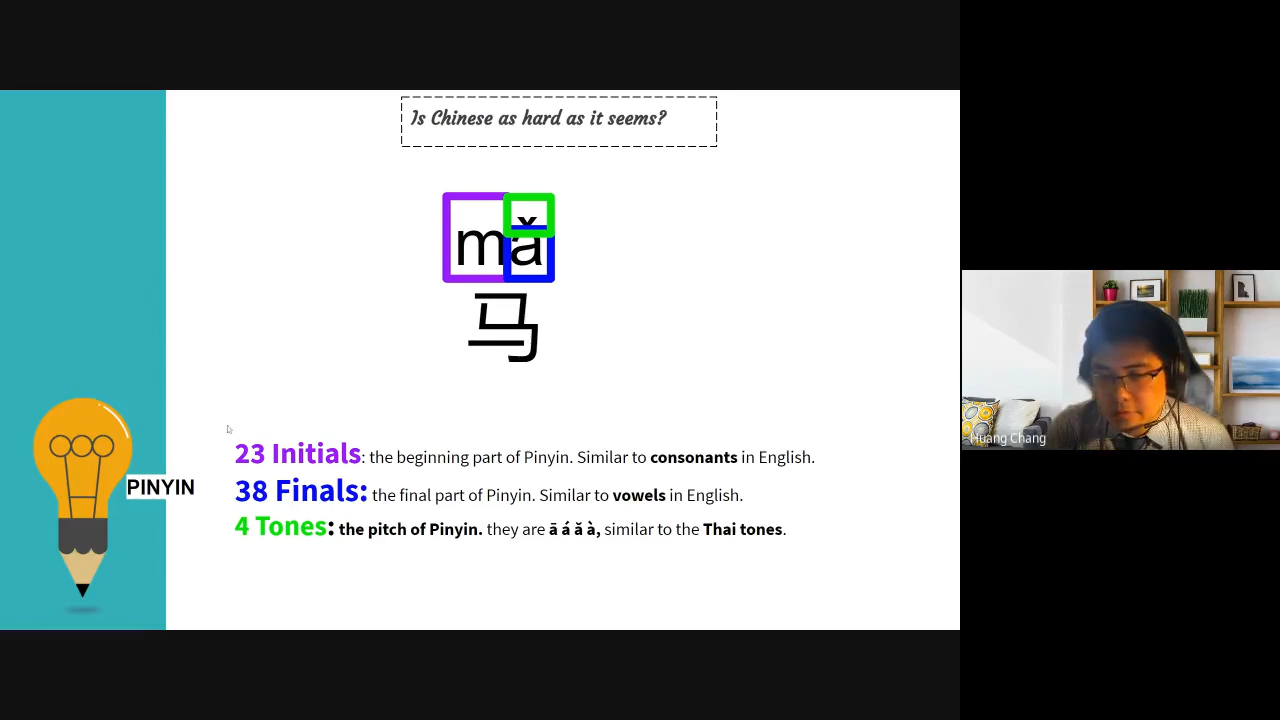 Is Chinese as hard as it seems?
mǎ
马
23 Initials: the beginning part of Pinyin. Similar to consonants in English.
38 Finals: the final part of Pinyin. Similar to vowels in English.
PINYIN
4 Tones: the pitch of Pinyin. they are ā á ǎ à, similar to the Thai tones.
Huang Chang